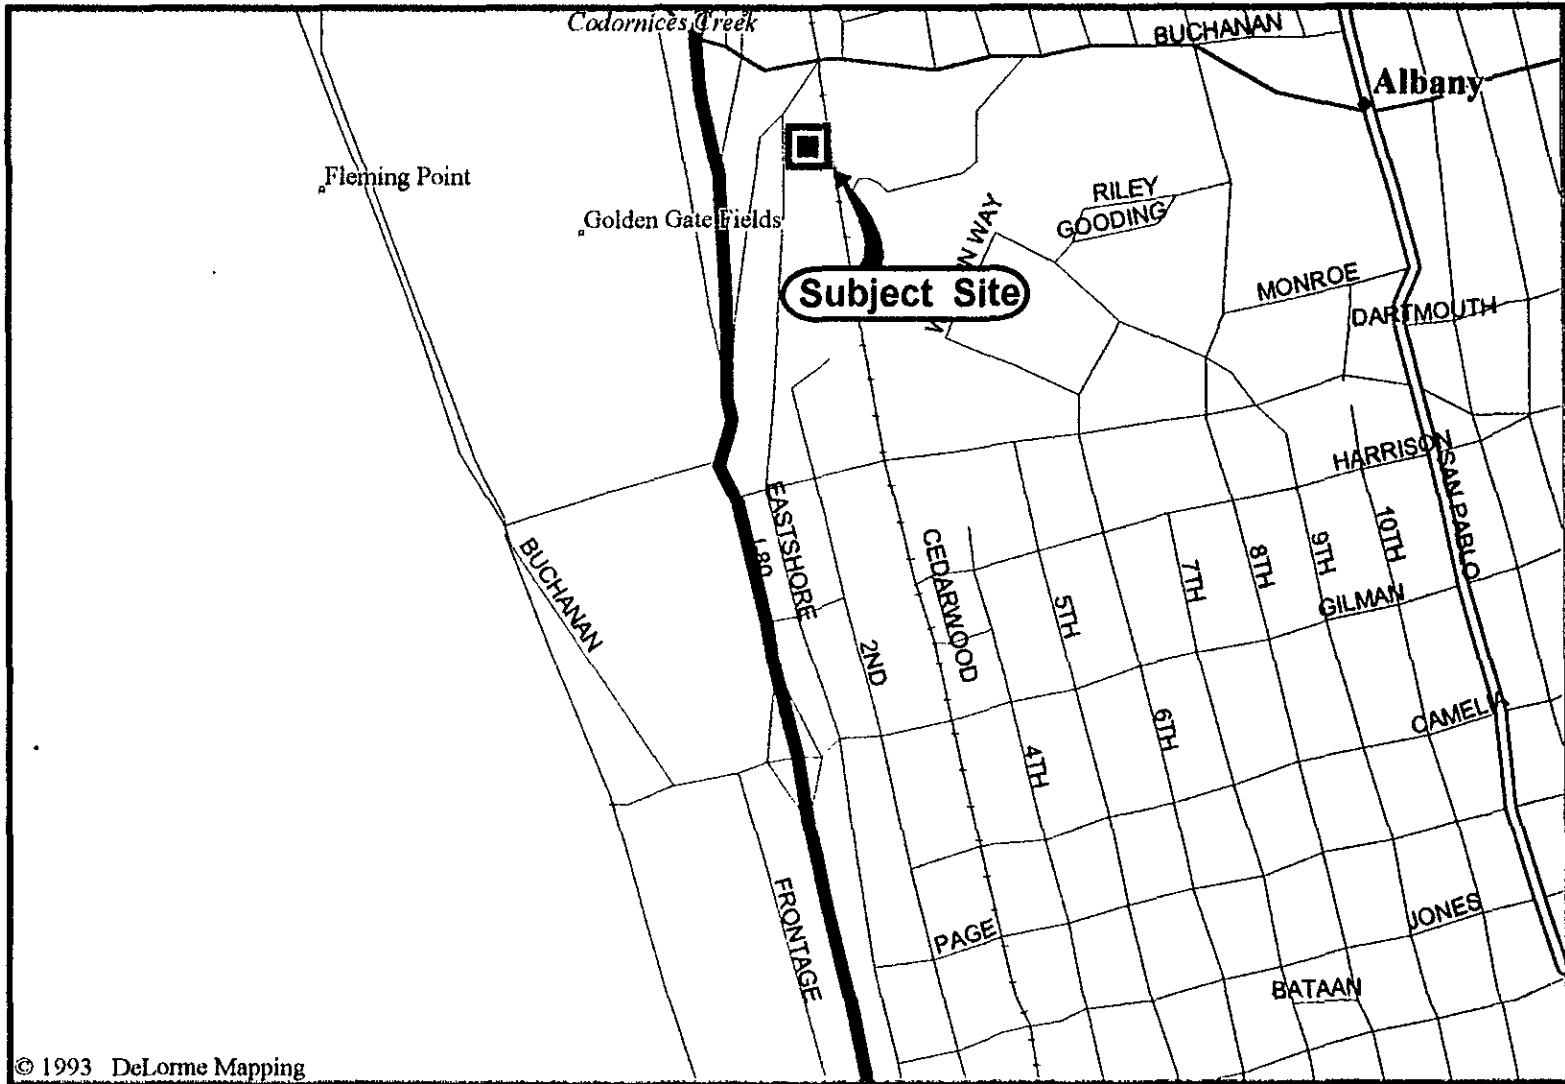 Codornices Creek
BUCHANAN
Albany
Fleming Point
Golden Gate Fields
RILEY
GOODING
WAY
Subject Site
MONROE
DARTMOUTH
HARRISON
SAN PABLO
EASTSHORE
I 80
BUCHANAN
CEDARWOOD
2ND
5TH
7TH
8TH
9TH
10TH
GILMAN
4TH
6TH
CAMELIA
FRONTAGE
PAGE
JONES
BATAAN
© 1993 DeLorme Mapping